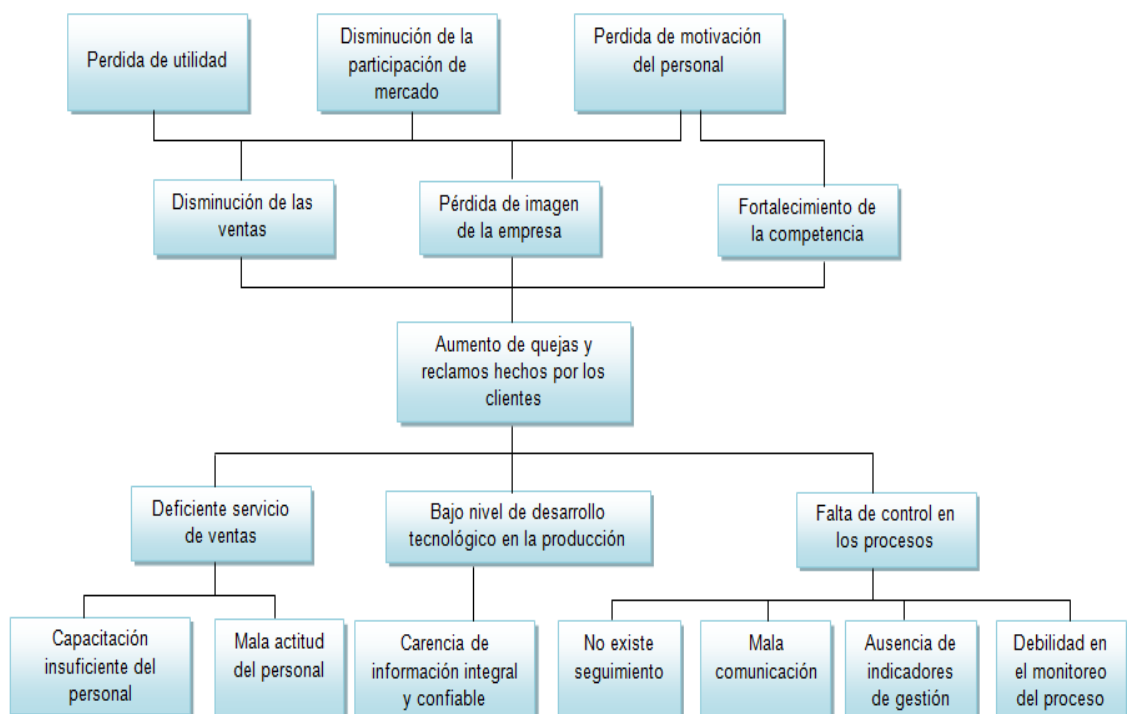 Perdida de utilidad
Disminución de la
participación de
mercado
Perdida de motivación
del personal
Disminución de las
ventas
Pérdida de imagen
de la empresa
Fortalecimiento de
la competencia
Aumento de quejas y
reclamos hechos por los
clientes
Deficiente servicio
de ventas
Bajo nivel de desarrollo
tecnológico en la producción
Falta de control en
los procesos
Capacitación
insuficiente del
personal
Mala actitud
del personal
Carencia de
información integral
y confiable
No existe
seguimiento
Mala
comunicación
Ausencia de
indicadores
de gestión
Debilidad en
el monitoreo
del proceso